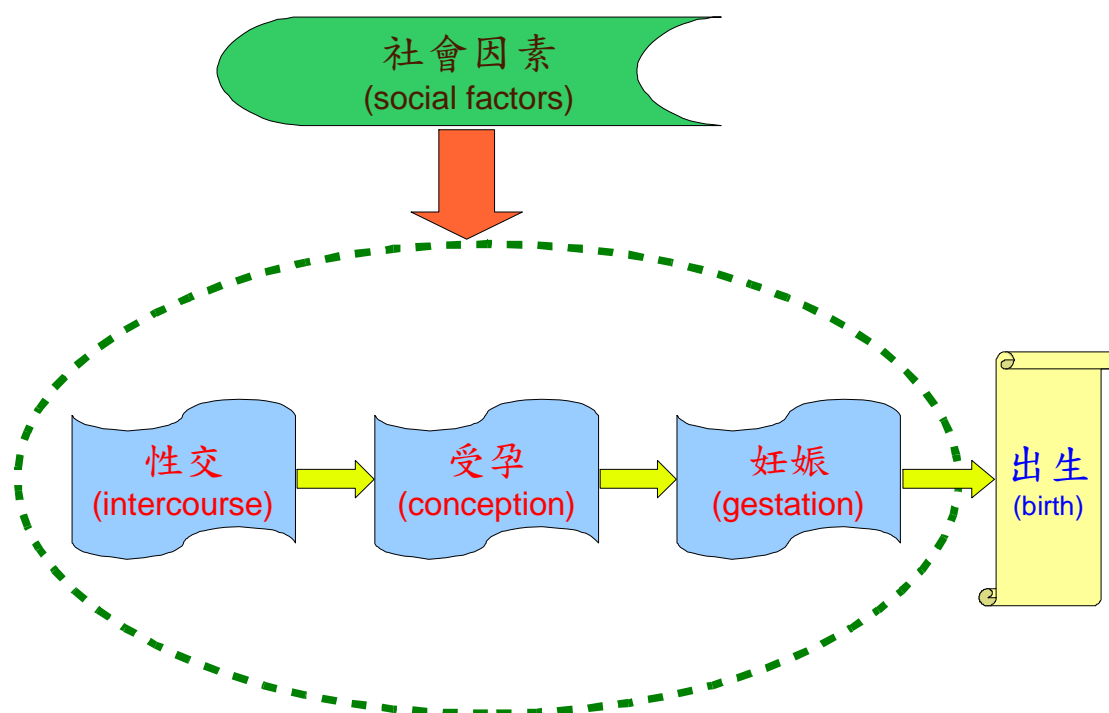 社會因素
(social factors)
性交
(intercourse)
受孕
(conception)
妊娠
(gestation)
出生
(birth)